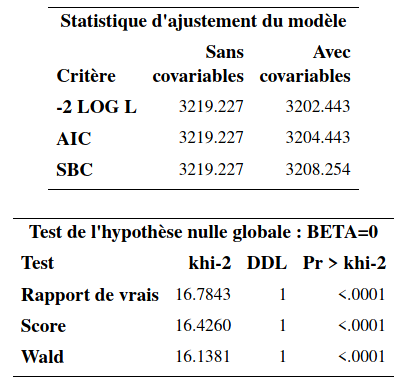 Statistique d'ajustement du modèle
Sans Avec
Critère covariables covariables
-2 LOG L 3219.227 3202.443
AIC 3219.227 3204.443
SBC 3219.227 3208.254
Test de l'hypothèse nulle globale : BETA=0
Test khi-2 DDL Pr > khi-2
Rapport de vrais 16.7843 1 <.0001
Score 16.4260 1 <.0001
Wald 16.1381 1 <.0001